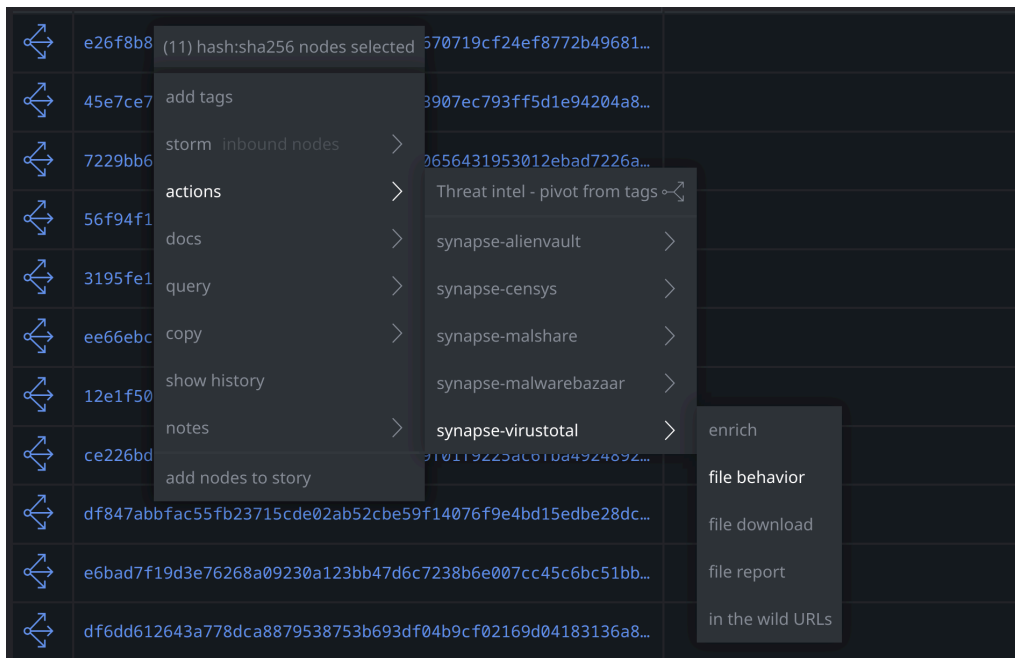 e26f8b8
670719cf24ef8772b49681…
45e7ce7
3907ec793ff5d1e94204a8…
7229bb6
0656431953012ebad7226a…
56f94f1
3195fe1
ee66ebc
12e1f50
ce226bd
9f01f9225ac6fba4924892…
df847abbfac55fb23715cde02ab52cbe59f14076f9e4bd15edbe28dc…
e6bad7f19d3e76268a09230a123bb47d6c7238b6e007cc45c6bc51bb…
df6dd612643a778dca8879538753b693df04b9cf02169d04183136a8…
(11) hash:sha256 nodes selected
add tags
storm inbound nodes
actions
docs
query
copy
show history
notes
add nodes to story
Threat intel - pivot from tags
synapse-alienvault
synapse-censys
synapse-malshare
synapse-malwarebazaar
synapse-virustotal
enrich
file behavior
file download
file report
in the wild URLs